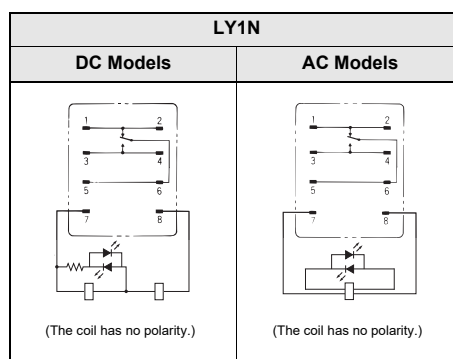 LY1N
DC Models AC Models
1 2 1 2
3 4 3 4
5 6 5 6
7 8 7 8
(The coil has no polarity.) (The coil has no polarity.)